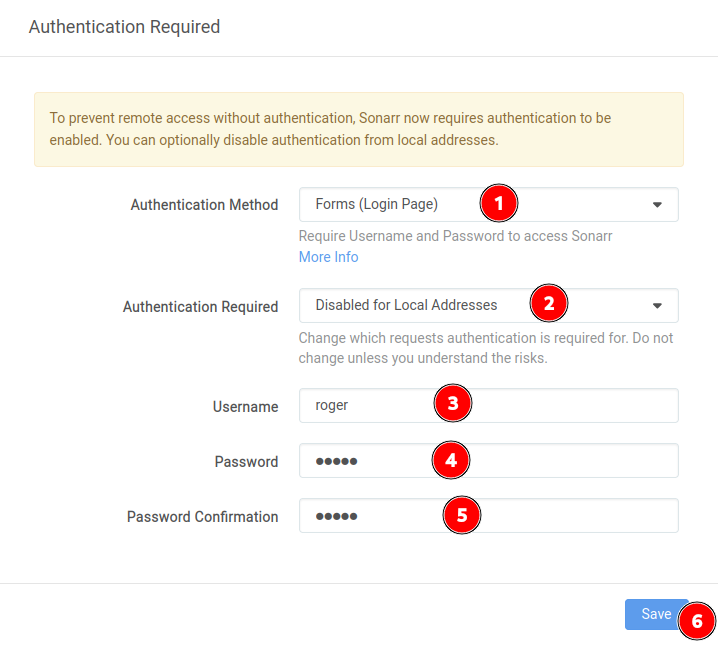 Authentication Required
To prevent remote access without authentication, Sonarr now requires authentication to be
enabled. You can optionally disable authentication from local addresses.
Authentication Method Forms (Login Page) 1
Require Username and Password to access Sonarr
More Info
Authentication Required Disabled for Local Addresses 2
Change which requests authentication is required for. Do not
change unless you understand the risks.
Username roger 3
Password ●●●●● 4
Password Confirmation ●●●●● 5
Save 6